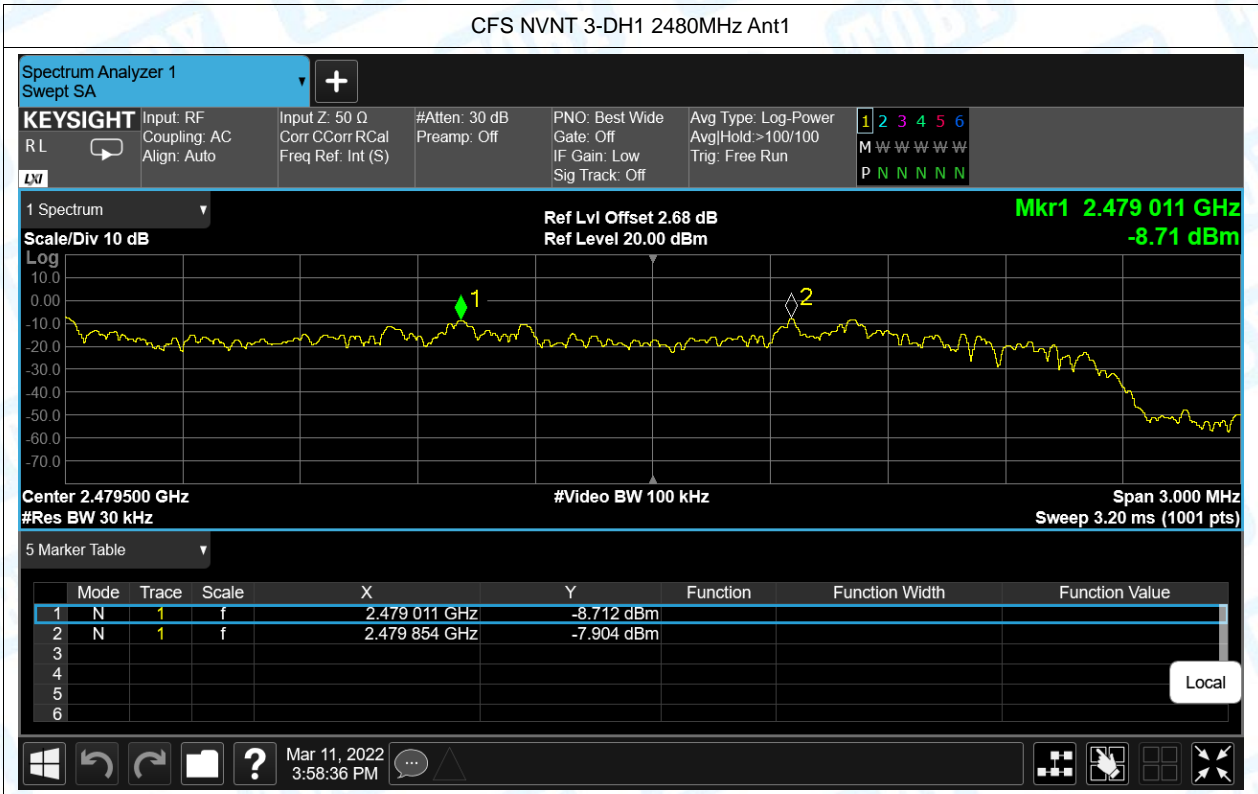 CFS NVNT 3-DH1 2480MHz Ant1
Spectrum Analyzer 1
Swept SA
KEYSIGHT
RL
LXI
Input: RF
Coupling: AC
Align: Auto
Input Z: 50 Ω
Corr CCorr RCal
Freq Ref: Int (S)
#Atten: 30 dB
Preamp: Off
PNO: Best Wide
Gate: Off
IF Gain: Low
Sig Track: Off
Avg Type: Log-Power
Avg|Hold:>100/100
Trig: Free Run
1 2 3 4 5 6
M W W W W W
P N N N N N
1 Spectrum
Scale/Div 10 dB
Ref Lvl Offset 2.68 dB
Ref Level 20.00 dBm
Mkr1 2.479 011 GHz
-8.71 dBm
Log
10.0
0.00
-10.0
-20.0
-30.0
-40.0
-50.0
-60.0
-70.0
1
2
Center 2.479500 GHz
#Video BW 100 kHz
Span 3.000 MHz
#Res BW 30 kHz
Sweep 3.20 ms (1001 pts)
5 Marker Table
Mode Trace Scale X Y Function Function Width Function Value
1 N 1 f 2.479 011 GHz -8.712 dBm
2 N 1 f 2.479 854 GHz -7.904 dBm
3
4
5
6
Local
?
Mar 11, 2022
3:58:36 PM